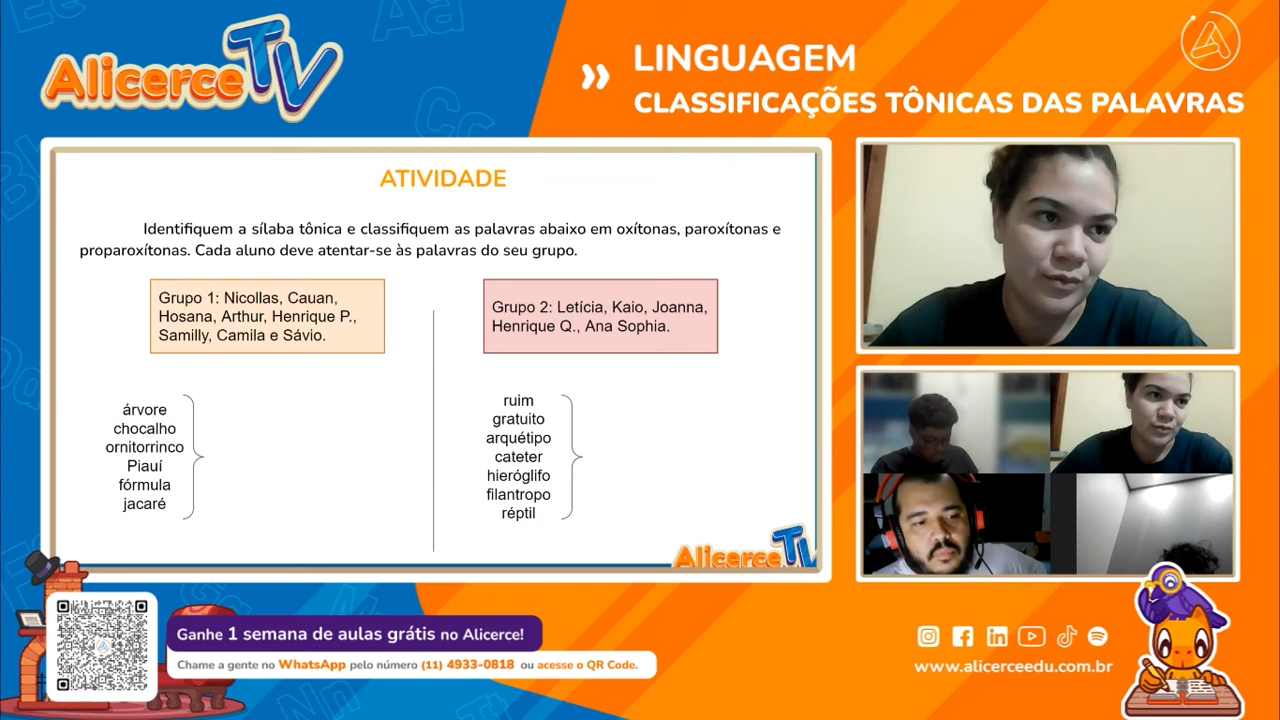 Alicerce TV
» LINGUAGEM
CLASSIFICAÇÕES TÔNICAS DAS PALAVRAS
ATIVIDADE
Identifiquem a sílaba tônica e classifiquem as palavras abaixo em oxítonas, paroxítonas e
proparoxítonas. Cada aluno deve atentar-se às palavras do seu grupo.
Grupo 1: Nicollas, Cauan,
Hosana, Arthur, Henrique P.,
Samilly, Camila e Sávio.
árvore
chocalho
ornitorrinco
Piauí
fórmula
jacaré
Grupo 2: Letícia, Kaio, Joanna,
Henrique Q., Ana Sophia.
ruim
gratuito
arquétipo
cateter
hieróglifo
filantropo
réptil
Alicerce TV
Ganhe 1 semana de aulas grátis no Alicerce!
Chame a gente no WhatsApp pelo número (11) 4933-0818 ou acesse o QR Code.
www.alicerceedu.com.br